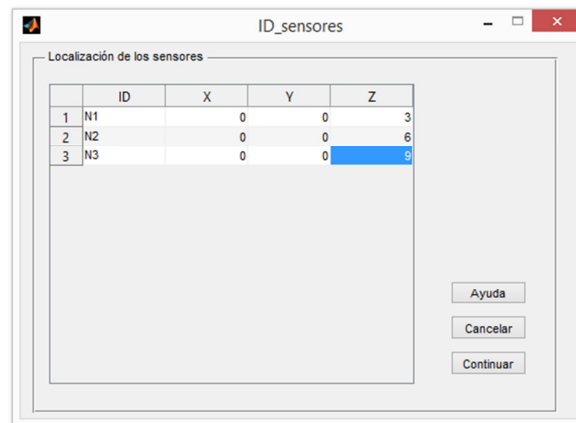 ID_sensores
Localización de los sensores
ID X Y Z
1 N1 0 0 3
2 N2 0 0 6
3 N3 0 0 9
Ayuda
Cancelar
Continuar